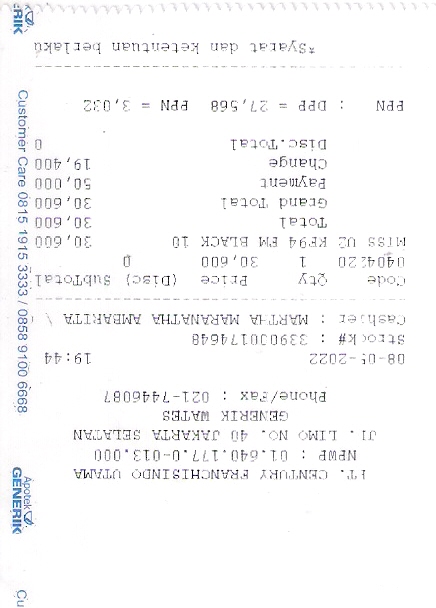 PT. CENTURY FRANCHISINDO UTAMA
NPWP : 01.640.177.0-013.000
Jl. LIMO NO. 40 JAKARTA SELATAN
GENERIK WATES
Phone/Fax : 021-7446087
08-05-2022 19:44
Strook# : 339000174648
Cashier : MARTHA MARANATHA AMBARITA \
Code Qty Price (Disc) SubTotal
0404220 1 30,600 0
MISS U2 KF94 FM BLACK 10 30,600
Total 30,600
Grand Total 30,600
Payment 50,000
Change 19,400
Disc.Total 0
PPN : DPP = 27,568 PPN = 3,032
*Syarat dan ketentuan berlaku
Cu
Apotek
GENERIK
Customer Care 0815 1915 3333 / 0858 9100 6668
RIK